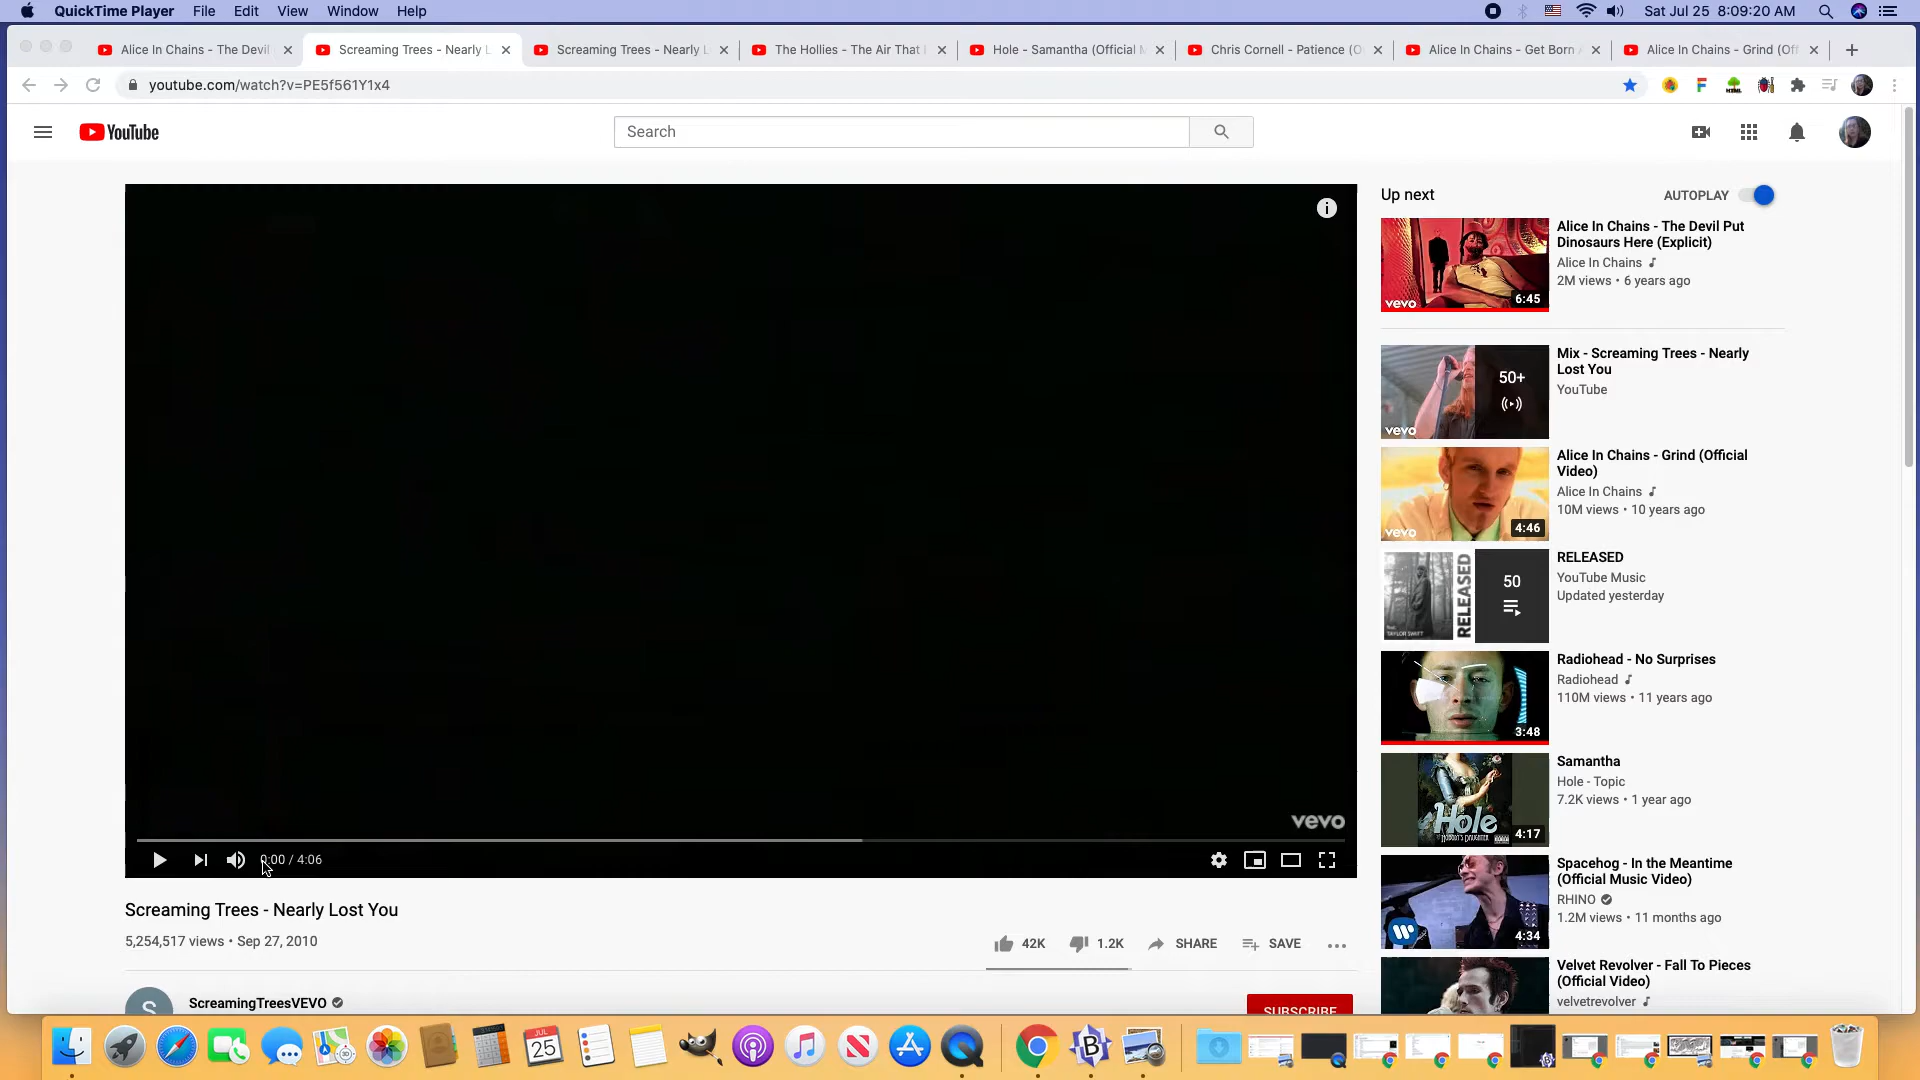 QuickTime Player File Edit View Window Help
Sat Jul 25 8:09:20 AM
Alice In Chains - The Devil
Screaming Trees - Nearly L
Screaming Trees - Nearly L
The Hollies - The Air That
Hole - Samantha (Official
Chris Cornell - Patience (O
Alice In Chains - Get Born
Alice In Chains - Grind (Off
youtube.com/watch?v=PE5f561Y1x4
YouTube
Search
Up next
AUTOPLAY
Alice In Chains - The Devil Put
Dinosaurs Here (Explicit)
Alice In Chains
2M views • 6 years ago
vevo
6:45
Mix - Screaming Trees - Nearly
Lost You
YouTube
50+
vevo
Alice In Chains - Grind (Official
Video)
Alice In Chains
10M views • 10 years ago
vevo
4:46
RELEASED
YouTube Music
Updated yesterday
50
RELEASED
TAYLOR SWIFT
Radiohead - No Surprises
Radiohead
110M views • 11 years ago
3:48
Samantha
Hole - Topic
7.2K views • 1 year ago
Hole
4:17
Spacehog - In the Meantime
(Official Music Video)
RHINO
1.2M views • 11 months ago
4:34
Velvet Revolver - Fall To Pieces
(Official Video)
velvetrevolver
vevo
0:00 / 4:06
Screaming Trees - Nearly Lost You
5,254,517 views • Sep 27, 2010
42K 1.2K SHARE SAVE
S
ScreamingTreesVEVO
SUBSCRIBE
JUL
25